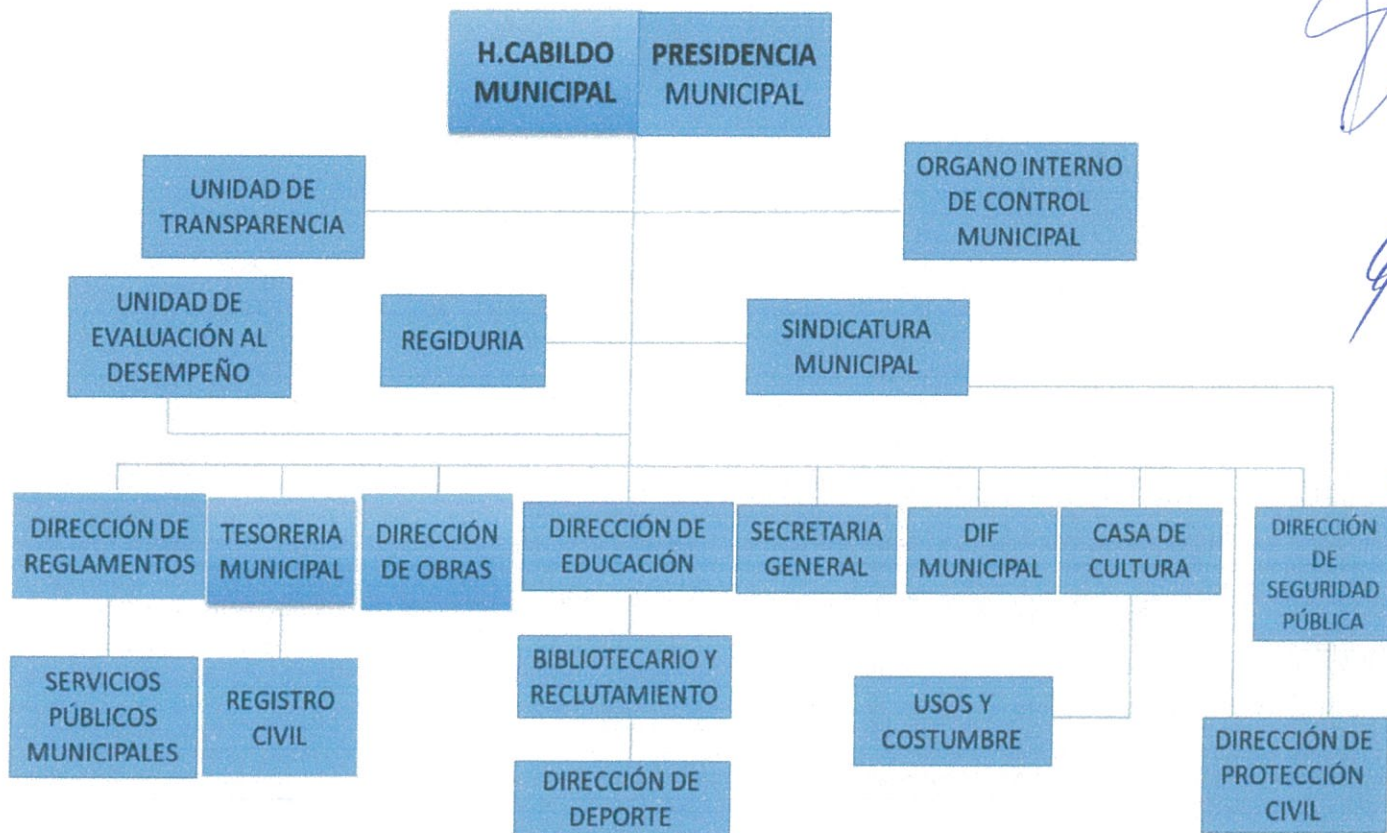 H.CABILDO
MUNICIPAL
PRESIDENCIA
MUNICIPAL
UNIDAD DE
TRANSPARENCIA
ORGANO INTERNO
DE CONTROL
MUNICIPAL
UNIDAD DE
EVALUACIÓN AL
DESEMPEÑO
REGIDURIA
SINDICATURA
MUNICIPAL
DIRECCIÓN DE
REGLAMENTOS
TESORERIA
MUNICIPAL
DIRECCIÓN
DE OBRAS
DIRECCIÓN DE
EDUCACIÓN
SECRETARIA
GENERAL
DIF
MUNICIPAL
CASA DE
CULTURA
DIRECCIÓN
DE
SEGURIDAD
PÚBLICA
SERVICIOS
PÚBLICOS
MUNICIPALES
REGISTRO
CIVIL
BIBLIOTECARIO Y
RECLUTAMIENTO
USOS Y
COSTUMBRE
DIRECCIÓN DE
PROTECCIÓN
CIVIL
DIRECCIÓN DE
DEPORTE